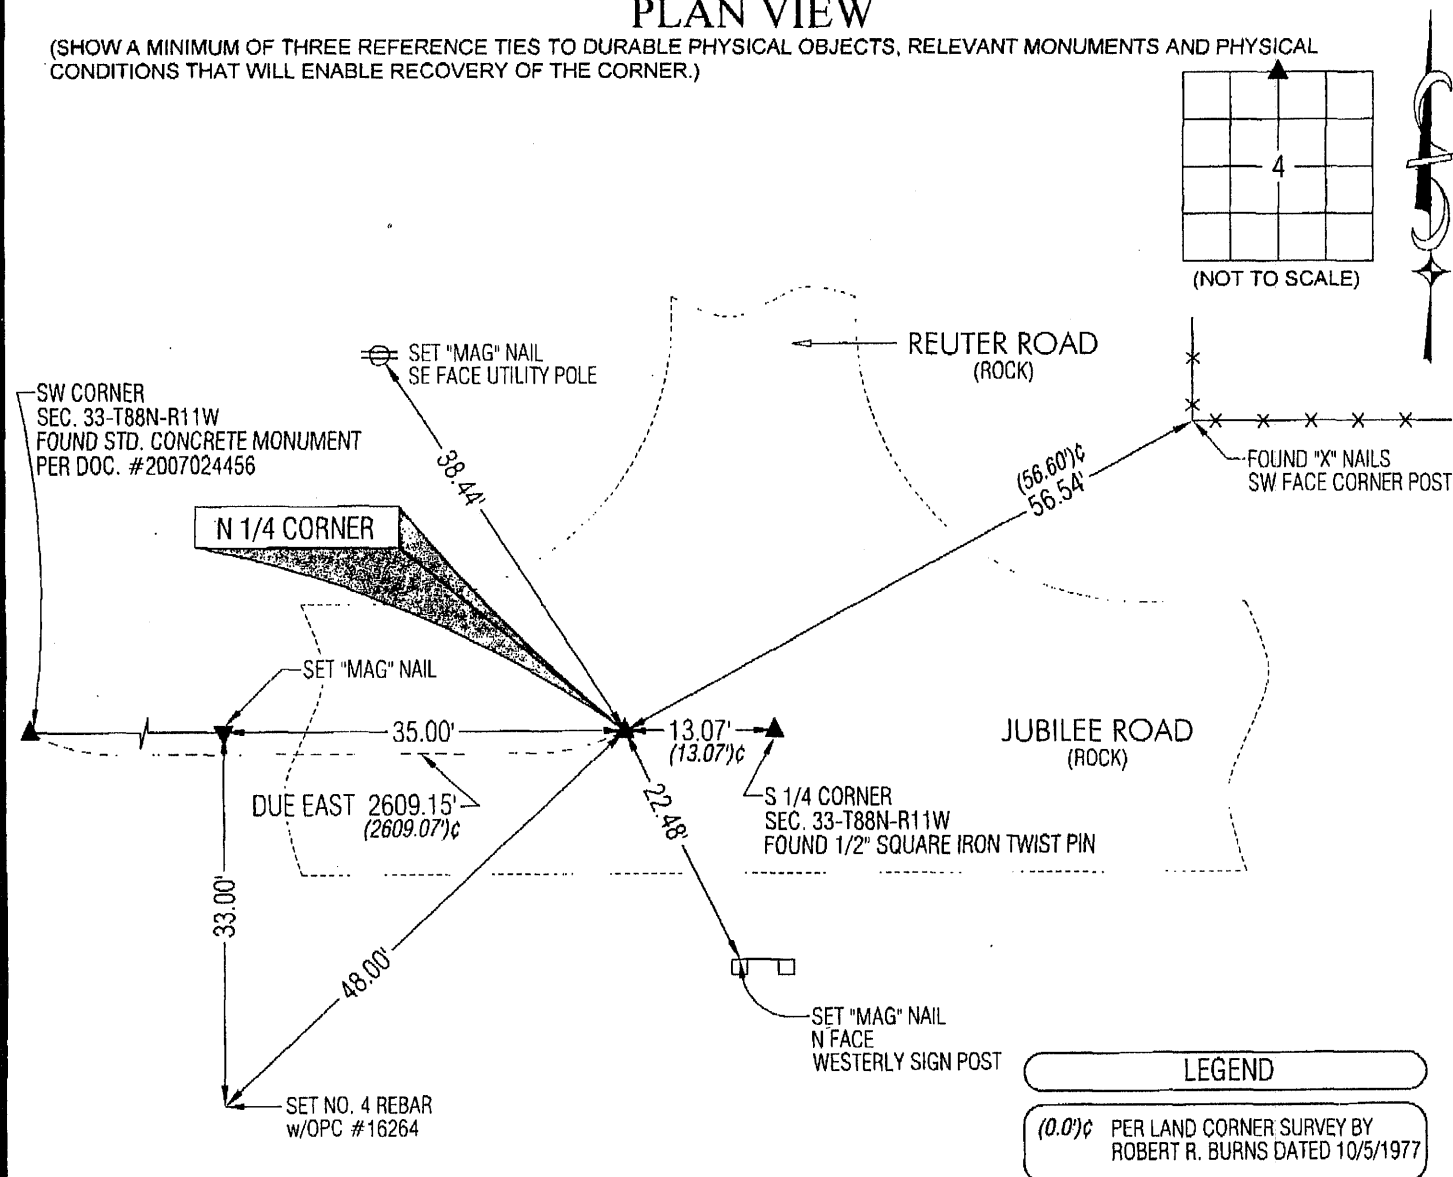 PLAN VIEW
(SHOW A MINIMUM OF THREE REFERENCE TIES TO DURABLE PHYSICAL OBJECTS, RELEVANT MONUMENTS AND PHYSICAL
CONDITIONS THAT WILL ENABLE RECOVERY OF THE CORNER.)
4
(NOT TO SCALE)
REUTER ROAD
(ROCK)
SET "MAG" NAIL
SE FACE UTILITY POLE
SW CORNER
SEC. 33-T88N-R11W
FOUND STD. CONCRETE MONUMENT
PER DOC. #2007024456
38.44'
(56.60')¢
56.54'
FOUND "X" NAILS
SW FACE CORNER POST
N 1/4 CORNER
SET "MAG" NAIL
35.00'
13.07'
(13.07')¢
JUBILEE ROAD
(ROCK)
DUE EAST 2609.15'
(2609.07')¢
22.48'
S 1/4 CORNER
SEC. 33-T88N-R11W
FOUND 1/2" SQUARE IRON TWIST PIN
33.00'
48.00'
SET "MAG" NAIL
N FACE
WESTERLY SIGN POST
SET NO. 4 REBAR
w/OPC #16264
LEGEND
(0.0')¢ PER LAND CORNER SURVEY BY
ROBERT R. BURNS DATED 10/5/1977